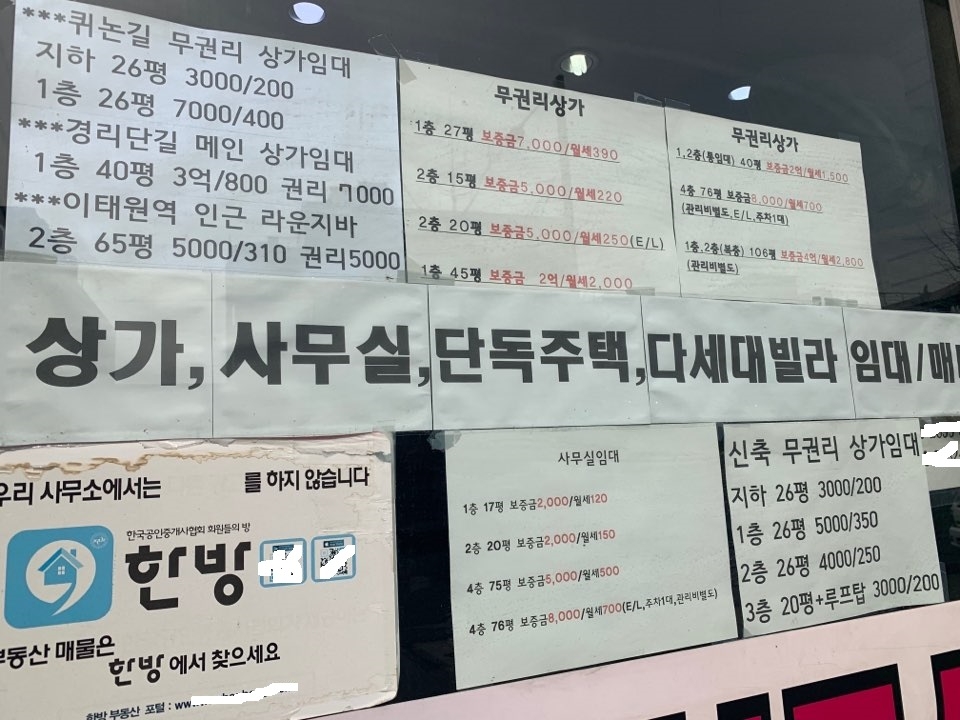 ***퀴논길 무권리 상가임대
지하 26평 3000/200
1층 26평 7000/400
***경리단길 메인 상가임대
1층 40평 3억/800 권리 7000
***이태원역 인근 라운지바
2층 65평 5000/310 권리5000
무권리상가
1층 27평 보증금7,000/월세390
2층 15평 보증금5,000/월세220
2층 20평 보증금5,000/월세250(E/L)
1층 45평 보증금 2억/월세2,000
무권리상가
1,2층(통임대) 40평 보증금2억/월세1,500
4층 76평 보증금8,000/월세700
(관리비별도,E/L,주차1대)
1층,2층(복층) 106평 보증금4억/월세2,800
(관리비별도)
상가, 사무실,단독주택,다세대빌라 임대/매
우리 사무소에서는 를 하지 않습니다
한국공인중개사협회 회원들의 방
한방
부동산 매물은
한방에서 찾으세요
한방 부동산 포털 :
사무실임대
1층 17평 보증금2,000/월세120
2층 20평 보증금2,000/월세150
4층 75평 보증금5,000/월세500
4층 76평 보증금8,000/월세700(E/L,주차1대,관리비별도)
신축 무권리 상가임대
지하 26평 3000/200
1층 26평 5000/350
2층 26평 4000/250
3층 20평+루프탑 3000/200